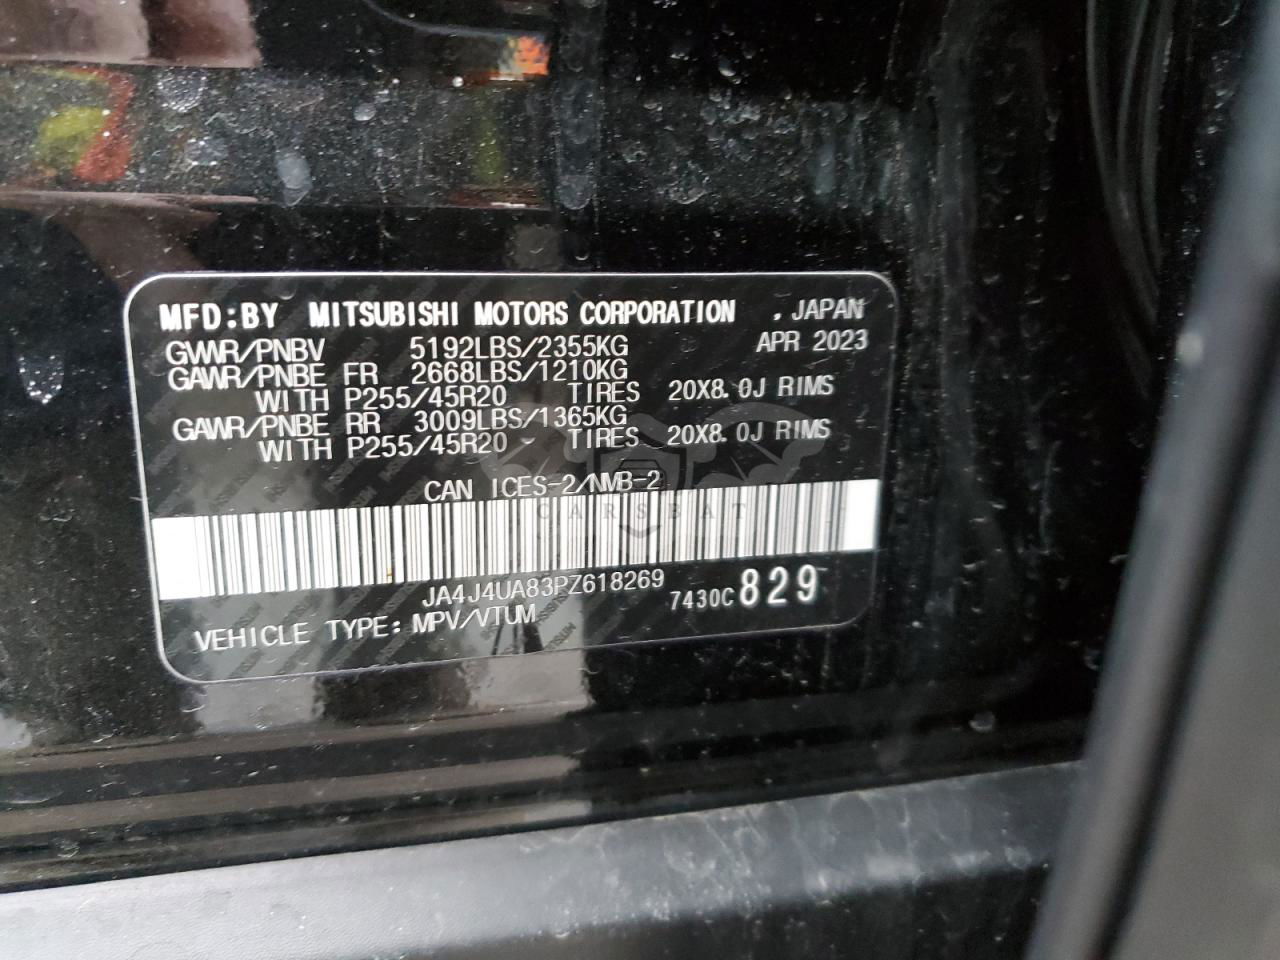 MFD:BY MITSUBISHI MOTORS CORPORATION , JAPAN
GVWR/PNBV 5192LBS/2355KG APR 2023
GAWR/PNBE FR 2668LBS/1210KG
WITH P255/45R20 TIRES 20X8.0J RIMS
GAWR/PNBE RR 3009LBS/1365KG
WITH P255/45R20 TIRES 20X8.0J RIMS
CAN ICES-2/NMB-2
CARSBAT
JA4J4UA83PZ618269 7430C 829
VEHICLE TYPE: MPV/VTUM